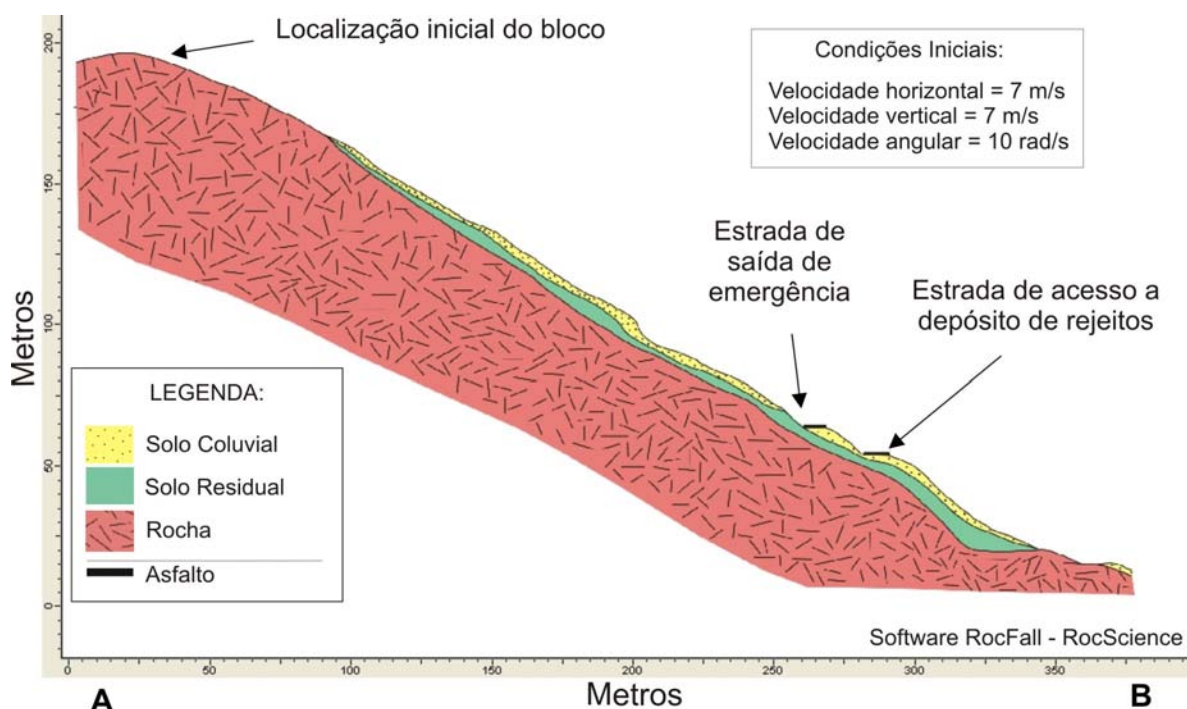 Localização inicial do bloco
Condições Iniciais:
Velocidade horizontal = 7 m/s
Velocidade vertical = 7 m/s
Velocidade angular = 10 rad/s
Estrada de
saída de
emergência
Estrada de acesso a
depósito de rejeitos
Metros
200
150
100
50
0
LEGENDA:
Solo Coluvial
Solo Residual
Rocha
Asfalto
Software RocFall - RocScience
0
50
100
150
200
250
300
350
A
Metros
B